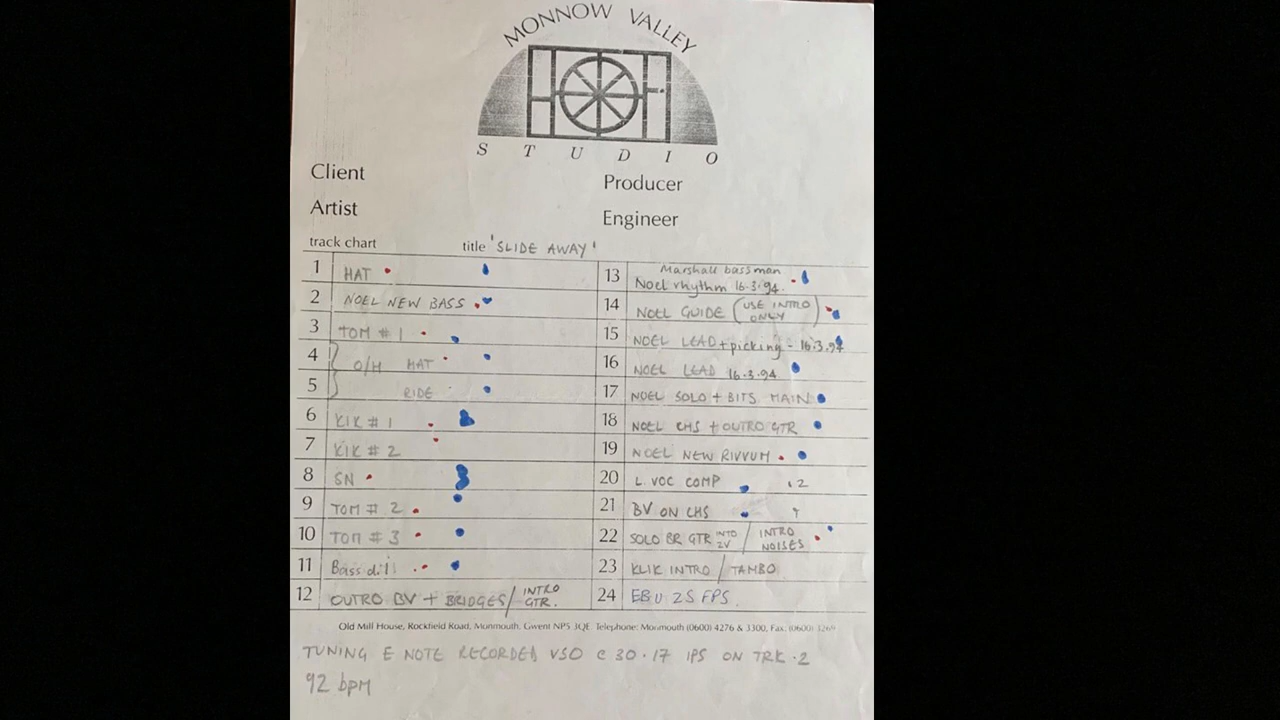 MONNOW VALLEY
STUDIO
Client
Producer
Artist
Engineer
track chart title 'SLIDE AWAY'
1 HAT
2 NOEL NEW BASS
3 TOM # 1
4 O/H HAT
5 RIDE
6 KIK # 1
7 KIK # 2
8 SN
9 TOM # 2
10 TOM # 3
11 Bass d.i
12 OUTRO BV + BRIDGES / INTRO GTR.
13 Marshall bassman
Noel rhythm 16.3.94.
14 NOEL GUIDE (USE INTRO ONLY)
15 NOEL LEAD + picking - 16.3.94
16 NOEL LEAD 16.3.94
17 NOEL SOLO + BITS MAIN
18 NOEL CHS + OUTRO GTR
19 NOEL NEW RIVVUM
20 L. VOC COMP
21 BV ON CHS
22 SOLO BR GTR INTO 2V / INTRO NOISES
23 KLIK INTRO / TAMBO
24 EBU 25 FPS.
Old Mill House, Rockfield Road, Monmouth, Gwent NP5 3QE. Telephone: Monmouth (0600) 4276 & 3300, Fax: (0600)
TUNING E NOTE RECORDED VSO @ 30.17 IPS ON TRK.2
92 bpm